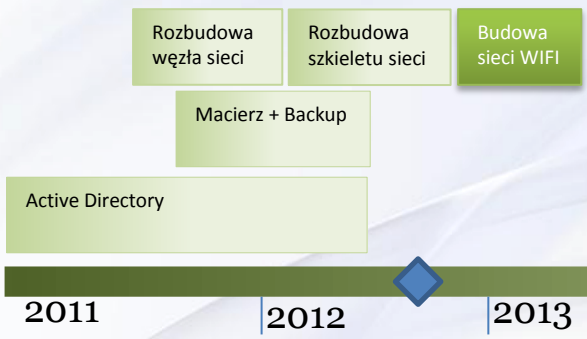 Rozbudowa
węzła sieci
Rozbudowa
szkieletu sieci
Budowa
sieci WIFI
Macierz + Backup
Active Directory
2011
2012
2013